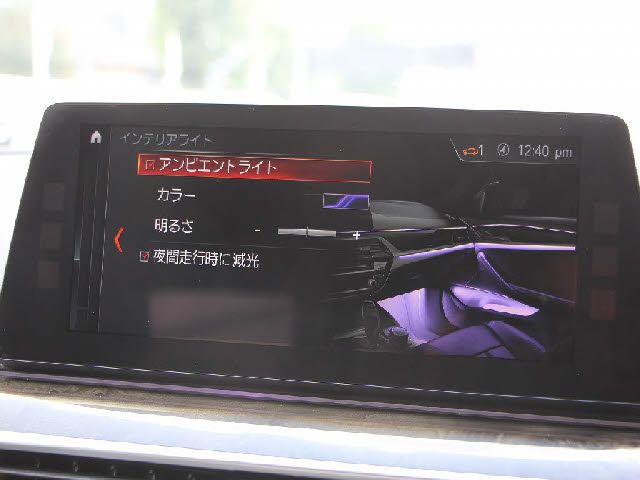 インテリアライト
1 12:40 pm
アンビエントライト
カラー
明るさ - +
夜間走行時に減光